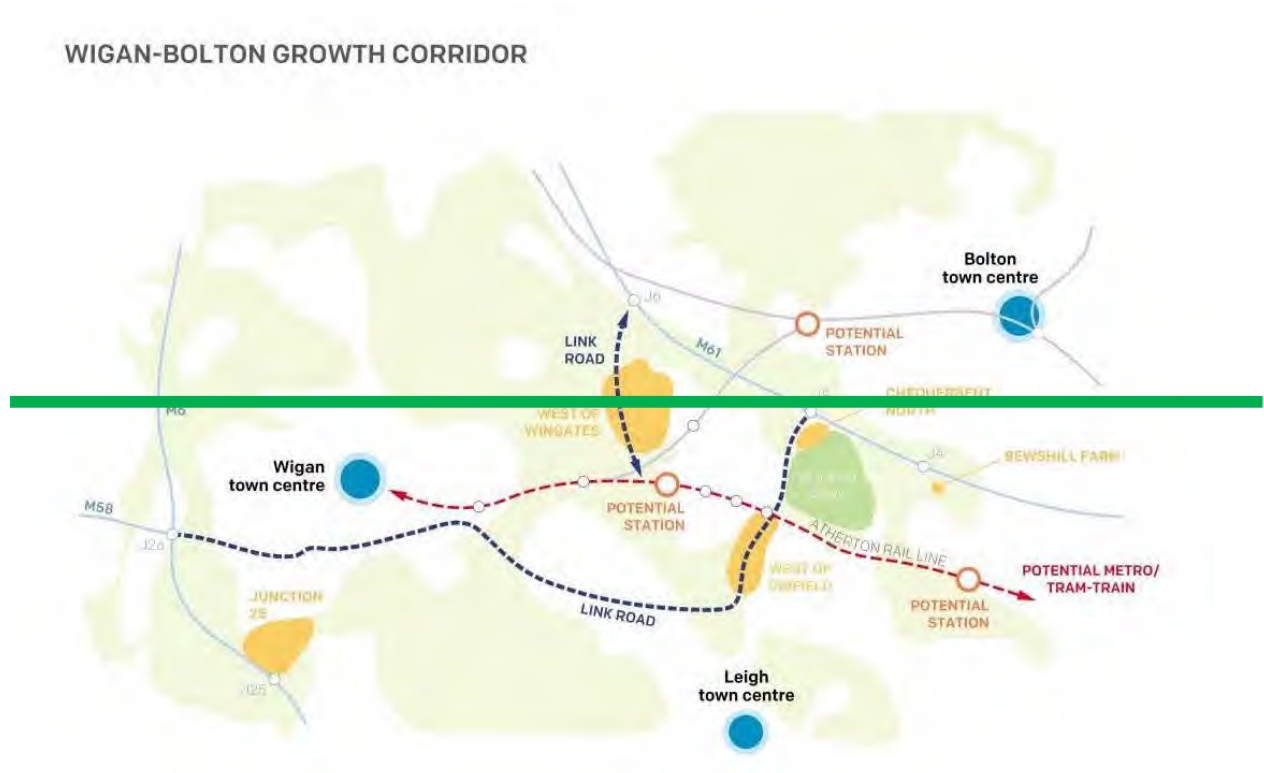 WIGAN-BOLTON GROWTH CORRIDOR
Bolton
town centre
J6
LINK
ROAD
M61
POTENTIAL
STATION
J5
CHEQUERBENT
NORTH
M6
WEST OF
WINGATES
J4
BEWSHILL FARM
Wigan
town centre
M58
J26
POTENTIAL
STATION
ATHERTON RAIL LINE
POTENTIAL METRO/
TRAM-TRAIN
WEST OF
GIBFIELD
POTENTIAL
STATION
JUNCTION
25
LINK ROAD
J25
Leigh
town centre